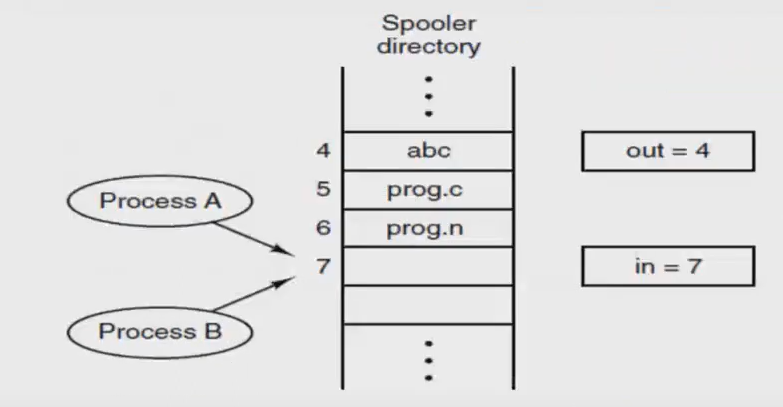 Spooler
directory
4 abc out = 4
Process A
5 prog.c
6 prog.n
7 in = 7
Process B